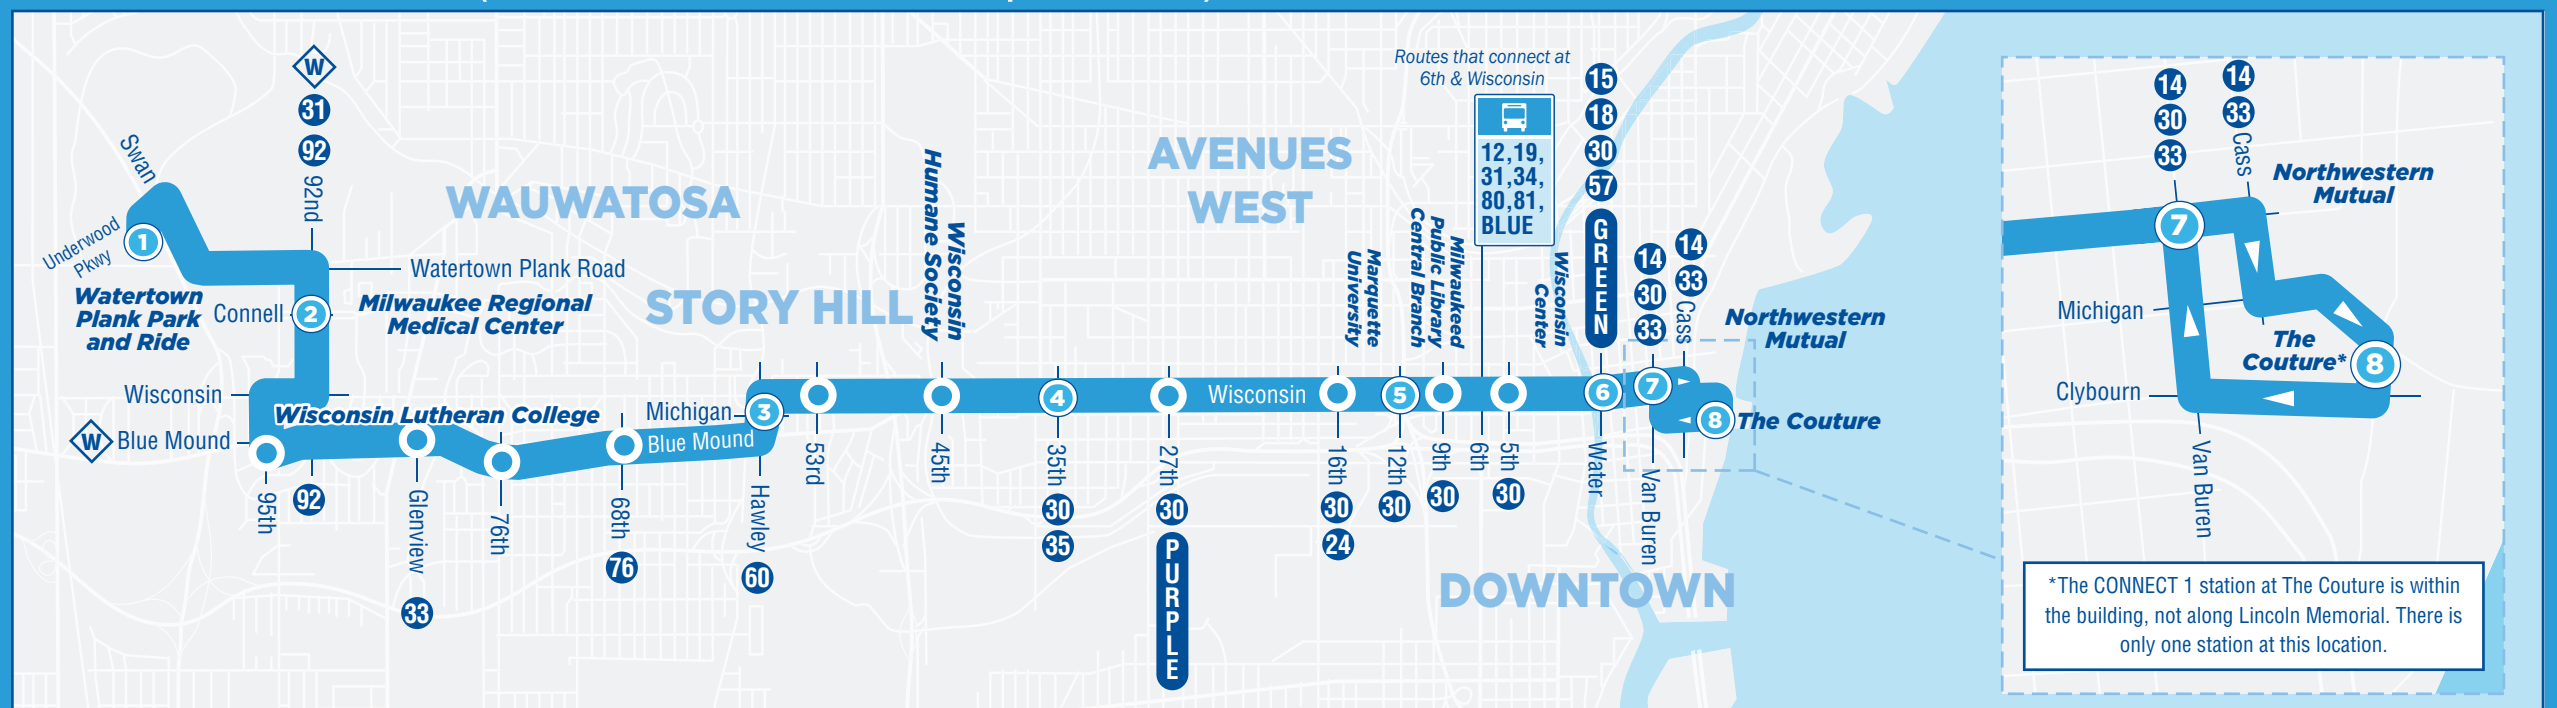 W
31
92
92nd
Swan
Underwood
Pkwy
1
Watertown
Plank Park
and Ride
Watertown Plank Road
Connell
2
Milwaukee Regional
Medical Center
WAUWATOSA
STORY HILL
AVENUES
WEST
DOWNTOWN
Wisconsin
W
Blue Mound
Wisconsin Lutheran College
95th
92
Glenview
33
76th
68th
76
Michigan
Blue Mound
3
Hawley
60
53rd
Wisconsin
Humane Society
45th
4
35th
30
35
27th
30
PURPLE
Wisconsin
16th
30
24
Marquette
University
5
12th
30
Milwaukeed
Public Library
Central Branch
9th
30
Routes that connect at
6th & Wisconsin
12,19,
31,34,
80,81,
BLUE
6th
5th
30
Wisconsin
Center
15
18
30
57
GREEN
6
Water
14
30
33
7
Van Buren
14
33
Cass
Northwestern
Mutual
8
The Couture
14
30
33
14
33
Cass
Northwestern
Mutual
7
Michigan
The
Couture*
8
Clybourn
Van Buren
*The CONNECT 1 station at The Couture is within
the building, not along Lincoln Memorial. There is
only one station at this location.